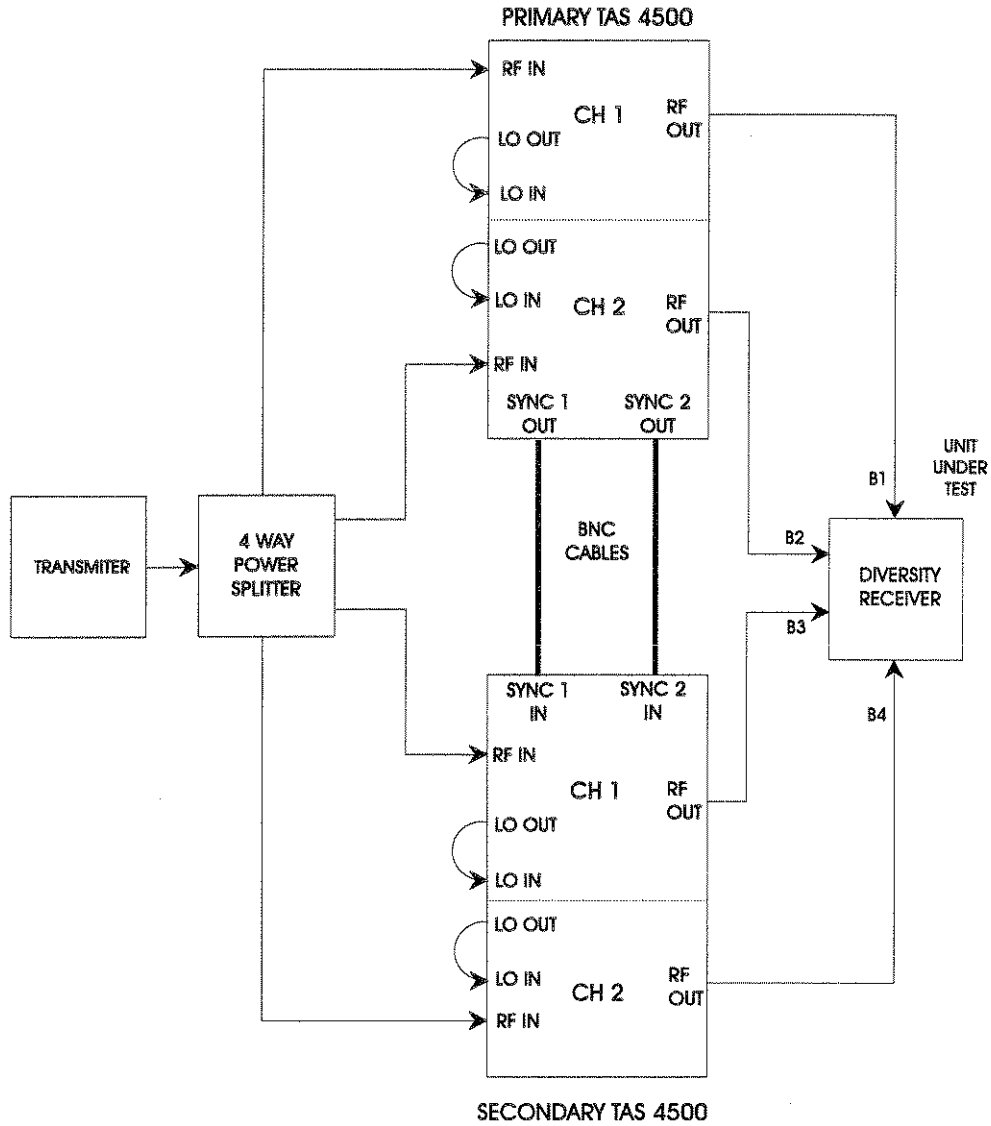 PRIMARY TAS 4500
RF IN
CH 1
RF
OUT
LO OUT
LO IN
LO OUT
LO IN
CH 2
RF
OUT
RF IN
SYNC 1
OUT
SYNC 2
OUT
UNIT
UNDER
TEST
B1
TRANSMITER
4 WAY
POWER
SPLITTER
BNC
CABLES
B2
DIVERSITY
RECEIVER
B3
B4
SYNC 1
IN
SYNC 2
IN
RF IN
CH 1
RF
OUT
LO OUT
LO IN
LO OUT
LO IN
CH 2
RF
OUT
RF IN
SECONDARY TAS 4500